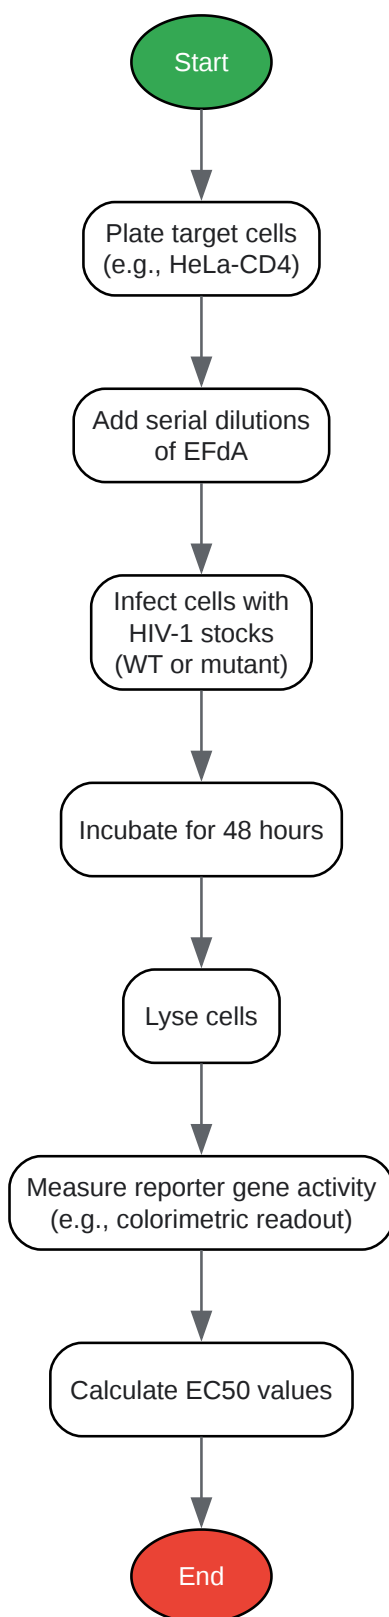 Start
Plate target cells
(e.g., HeLa-CD4)
Add serial dilutions
of EFdA
Infect cells with
HIV-1 stocks
(WT or mutant)
Incubate for 48 hours
Lyse cells
Measure reporter gene activity
(e.g., colorimetric readout)
Calculate EC50 values
End